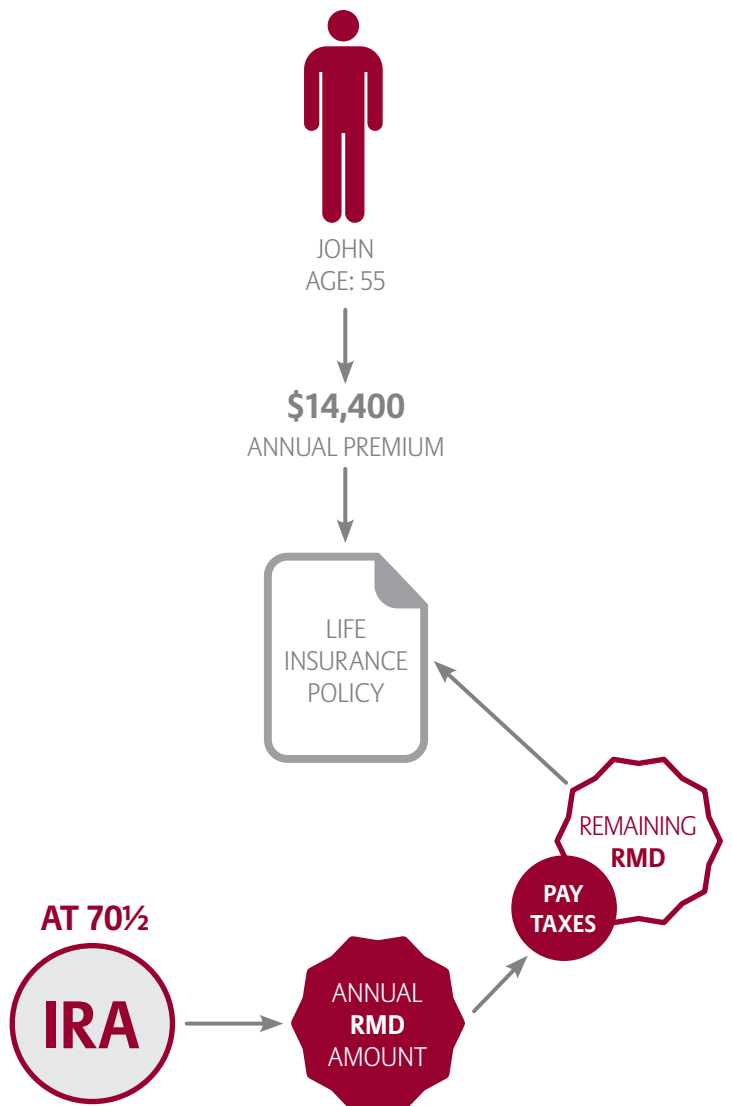 JOHN
AGE: 55
$14,400
ANNUAL PREMIUM
LIFE
INSURANCE
POLICY
REMAINING
RMD
PAY
TAXES
AT 70½
IRA
ANNUAL
RMD
AMOUNT